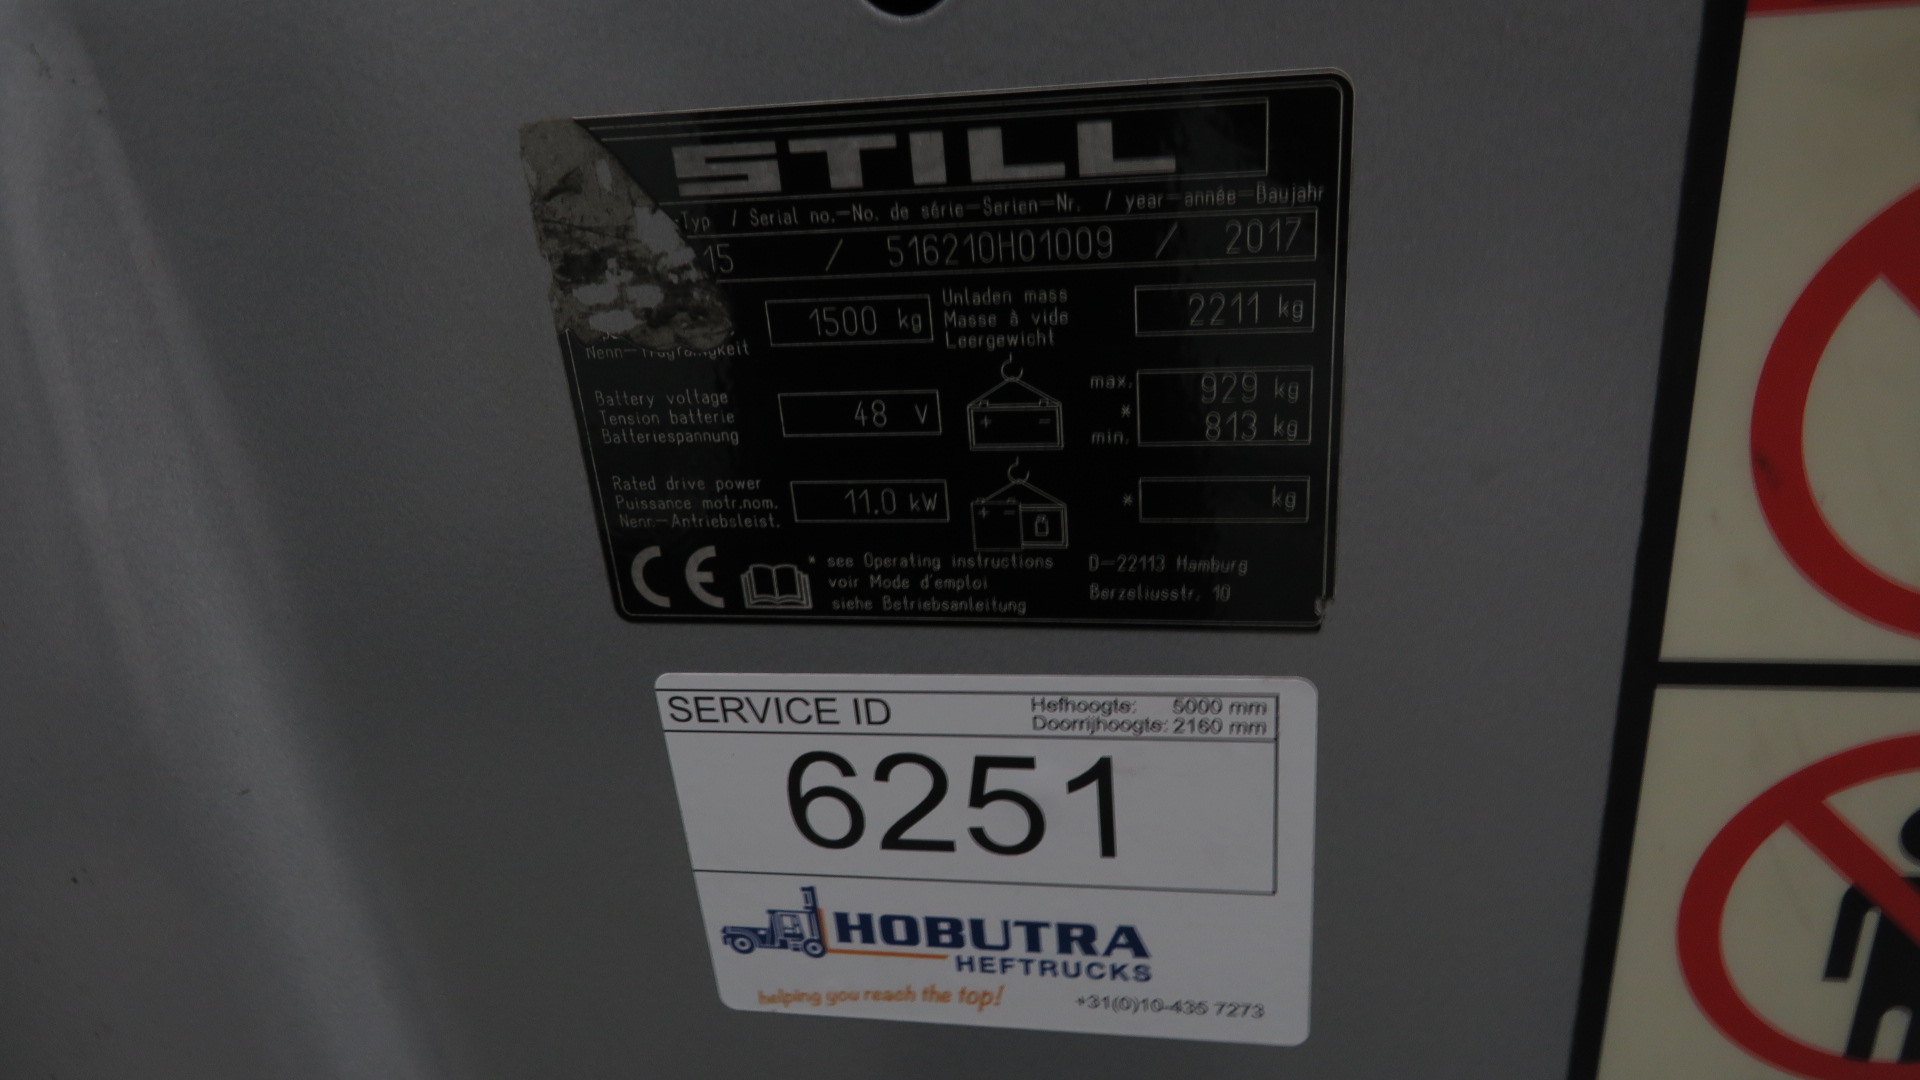 STILL
-Typ / Serial no.-No. de série-Serien-Nr. / year-année-Baujahr
15 / 516210H01009 / 2017
1500 kg Unladen mass 2211 kg
Masse à vide
Leergewicht
Battery voltage 48 V max. 929 kg
Tension batterie *
Batteriespannung min. 813 kg
Rated drive power 11.0 kW * kg
Puissance motr.nom.
Nenn-Antriebsleist.
CE * see Operating instructions D-22113 Hamburg
voir Mode d'emploi Berzeliusstr. 10
siehe Betriebsanleitung
SERVICE ID Hefhoogte: 5000 mm
Doorrijhoogte: 2160 mm
6251
HOBUTRA
HEFTRUCKS
helping you reach the top! +31(0)10-435 7273